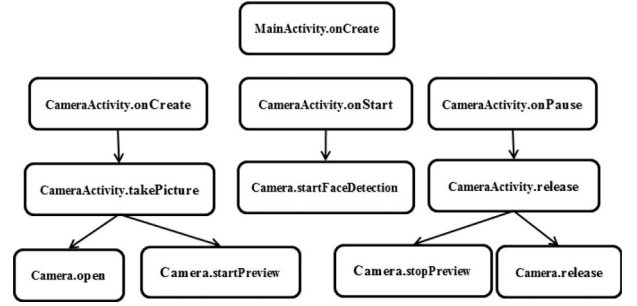 MainActivity.onCreate
CameraActivity.onCreate
CameraActivity.onStart
CameraActivity.onPause
CameraActivity.takePicture
Camera.startFaceDetection
CameraActivity.release
Camera.open
Camera.startPreview
Camera.stopPreview
Camera.release